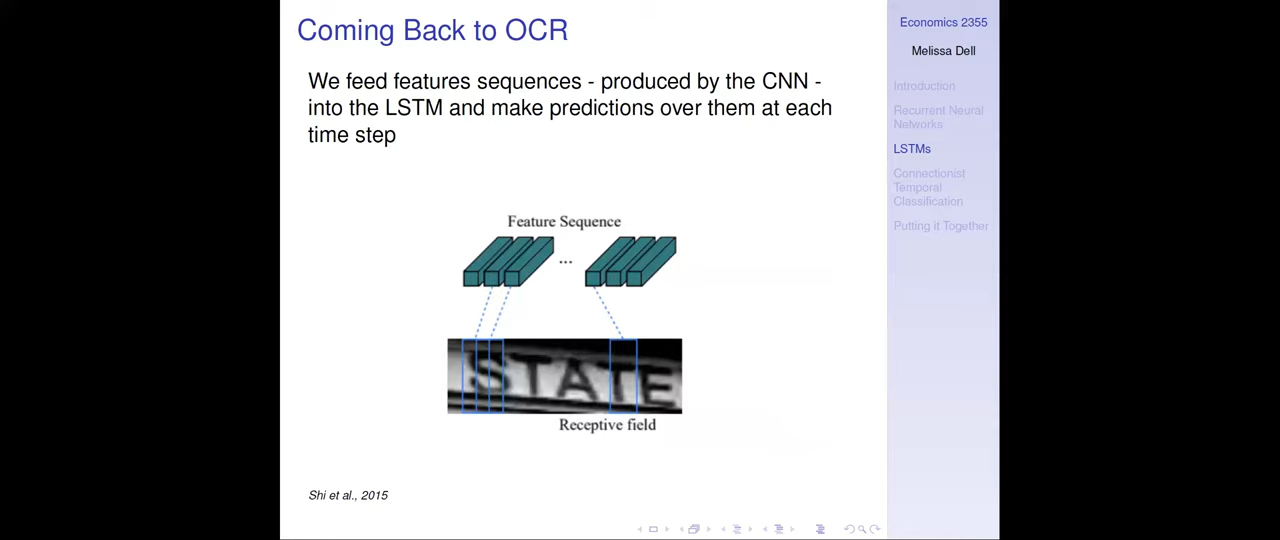 Coming Back to OCR
We feed features sequences - produced by the CNN -
into the LSTM and make predictions over them at each
time step
Feature Sequence
...
STATE
Receptive field
Shi et al., 2015
Economics 2355
Melissa Dell
Introduction
Recurrent Neural
Networks
LSTMs
Connectionist
Temporal
Classification
Putting it Together